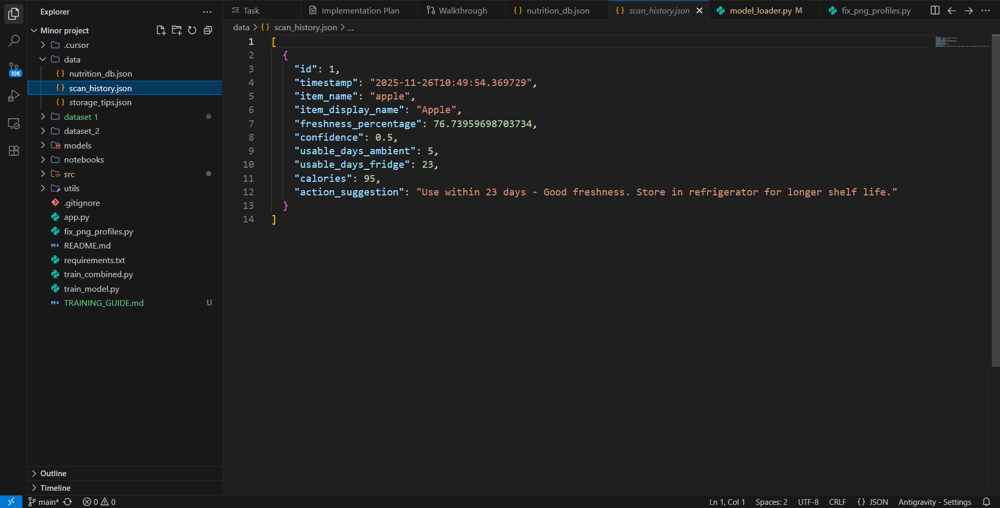 Explorer
Minor project
.cursor
data
nutrition_db.json
scan_history.json
storage_tips.json
dataset 1
dataset_2
models
notebooks
src
utils
.gitignore
app.py
fix_png_profiles.py
README.md
requirements.txt
train_combined.py
train_model.py
TRAINING_GUIDE.md U
Outline
Timeline
10K
Task
Implementation Plan
Walkthrough
{ } nutrition_db.json
{ } scan_history.json
model_loader.py M
fix_png_profiles.py
data > { } scan_history.json > ...
1 [
2 {
3 "id": 1,
4 "timestamp": "2025-11-26T10:49:54.369729",
5 "item_name": "apple",
6 "item_display_name": "Apple",
7 "freshness_percentage": 76.73959698703734,
8 "confidence": 0.5,
9 "usable_days_ambient": 5,
10 "usable_days_fridge": 23,
11 "calories": 95,
12 "action_suggestion": "Use within 23 days - Good freshness. Store in refrigerator for longer shelf life."
13 }
14 ]
main* 0 0
Ln 1, Col 1 Spaces: 2 UTF-8 CRLF { } JSON Antigravity - Settings